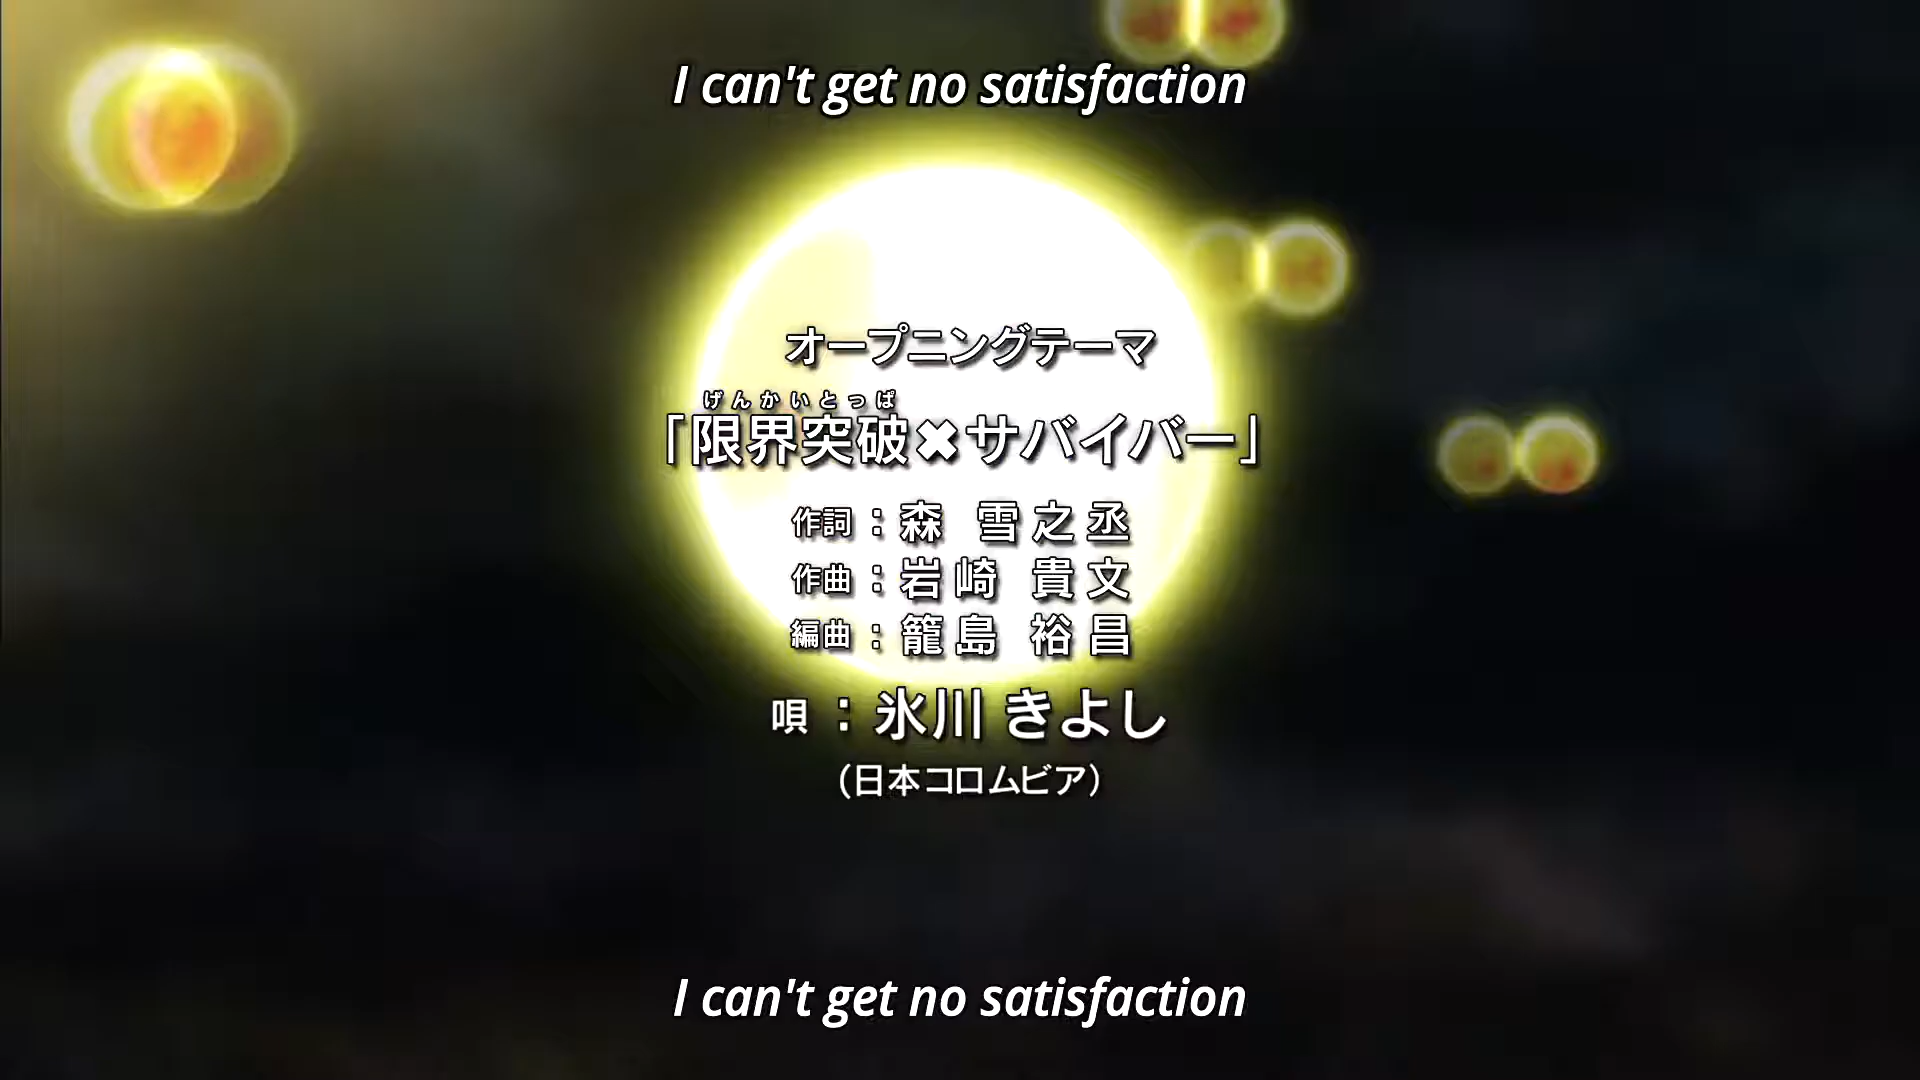 I can't get no satisfaction
オープニングテーマ
げんかいとっぱ
「限界突破✖サバイバー」
作詞：森 雪之丞
作曲：岩崎 貴文
編曲：籠島 裕昌
唄：氷川 きよし
（日本コロムビア）
I can't get no satisfaction